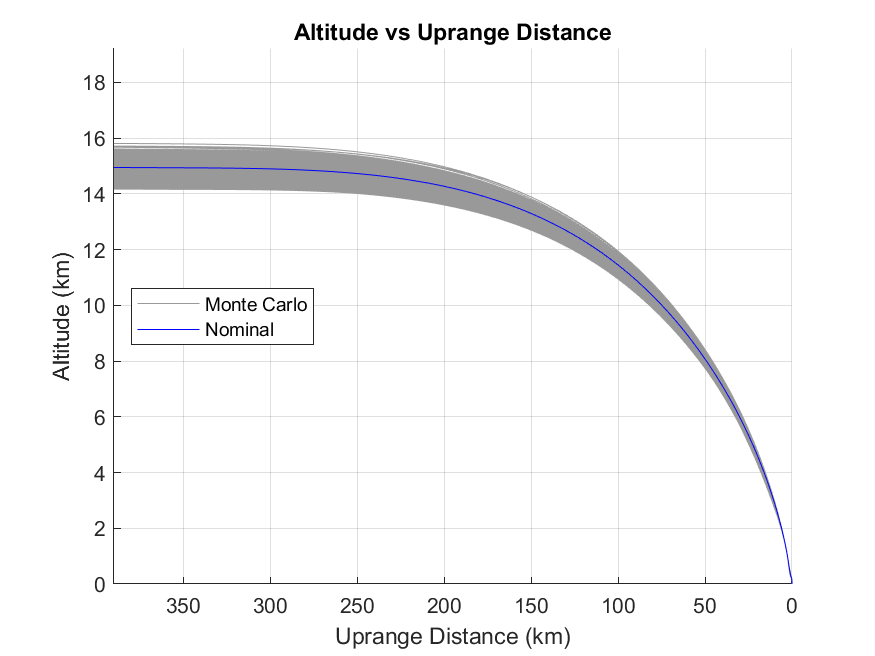 Altitude vs Uprange Distance
18
16
14
12
10
8
6
4
2
0
Altitude (km)
Monte Carlo
Nominal
350 300 250 200 150 100 50 0
Uprange Distance (km)